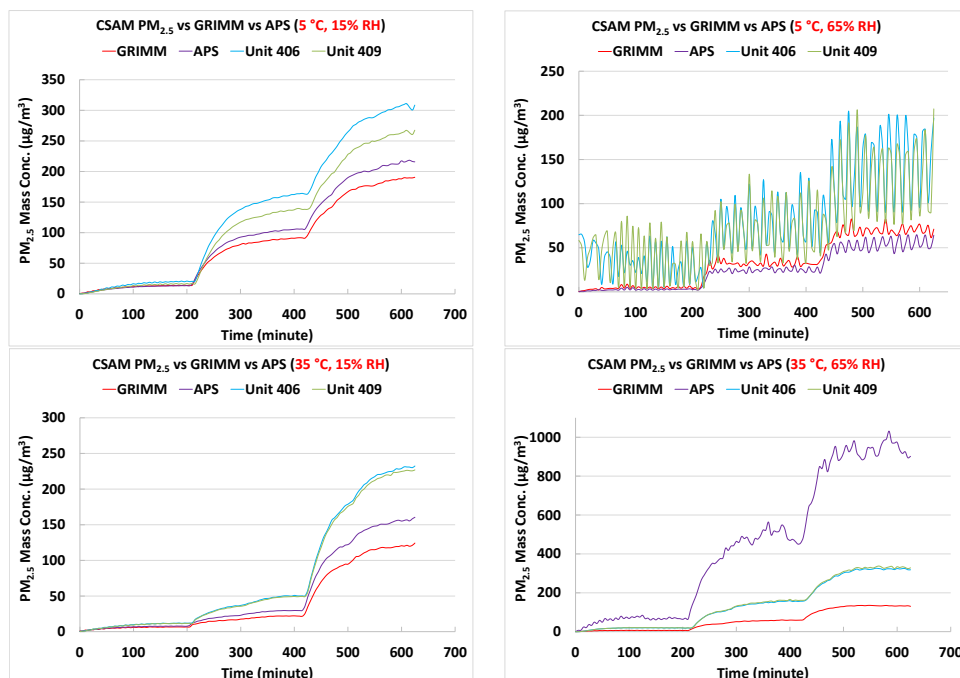 CSAM PM2.5 vs GRIMM vs APS (5 °C, 15% RH)
GRIMM APS Unit 406 Unit 409
350
300
250
200
150
100
50
0
PM2.5 Mass Conc. (µg/m³)
0 100 200 300 400 500 600 700
Time (minute)
CSAM PM2.5 vs GRIMM vs APS (5 °C, 65% RH)
GRIMM APS Unit 406 Unit 409
250
200
150
100
50
0
PM2.5 Mass Conc. (µg/m³)
0 100 200 300 400 500 600 700
Time (minute)
CSAM PM2.5 vs GRIMM vs APS (35 °C, 15% RH)
GRIMM APS Unit 406 Unit 409
300
250
200
150
100
50
0
PM2.5 Mass Conc. (µg/m³)
0 100 200 300 400 500 600 700
Time (minute)
CSAM PM2.5 vs GRIMM vs APS (35 °C, 65% RH)
GRIMM APS Unit 406 Unit 409
1000
800
600
400
200
0
PM2.5 Mass Conc. (µg/m³)
0 100 200 300 400 500 600 700
Time (minute)